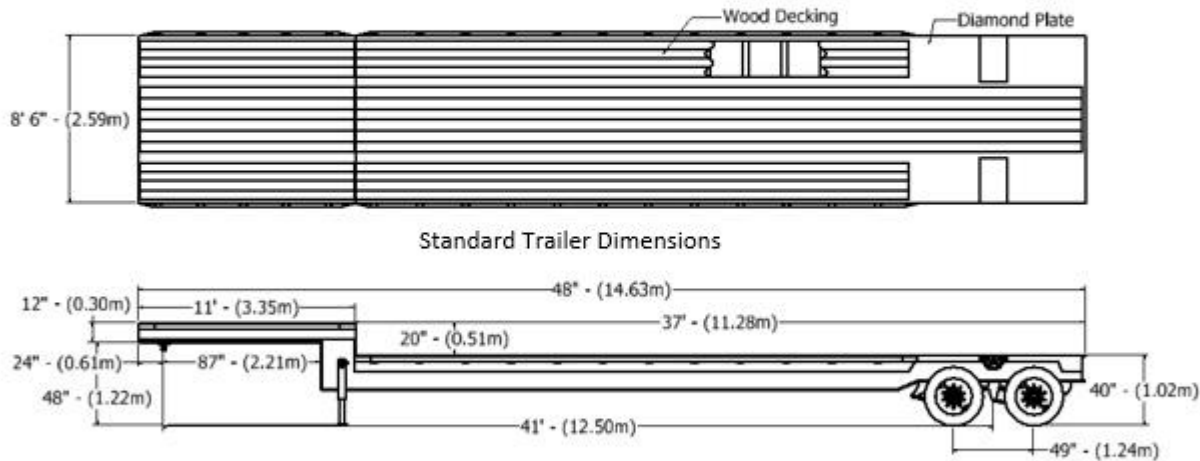 Wood Decking
Diamond Plate
8' 6" - (2.59m)
Standard Trailer Dimensions
48" - (14.63m)
12" - (0.30m)
11' - (3.35m)
37' - (11.28m)
20" - (0.51m)
24" - (0.61m)
87" - (2.21m)
48" - (1.22m)
40" - (1.02m)
41' - (12.50m)
49" - (1.24m)